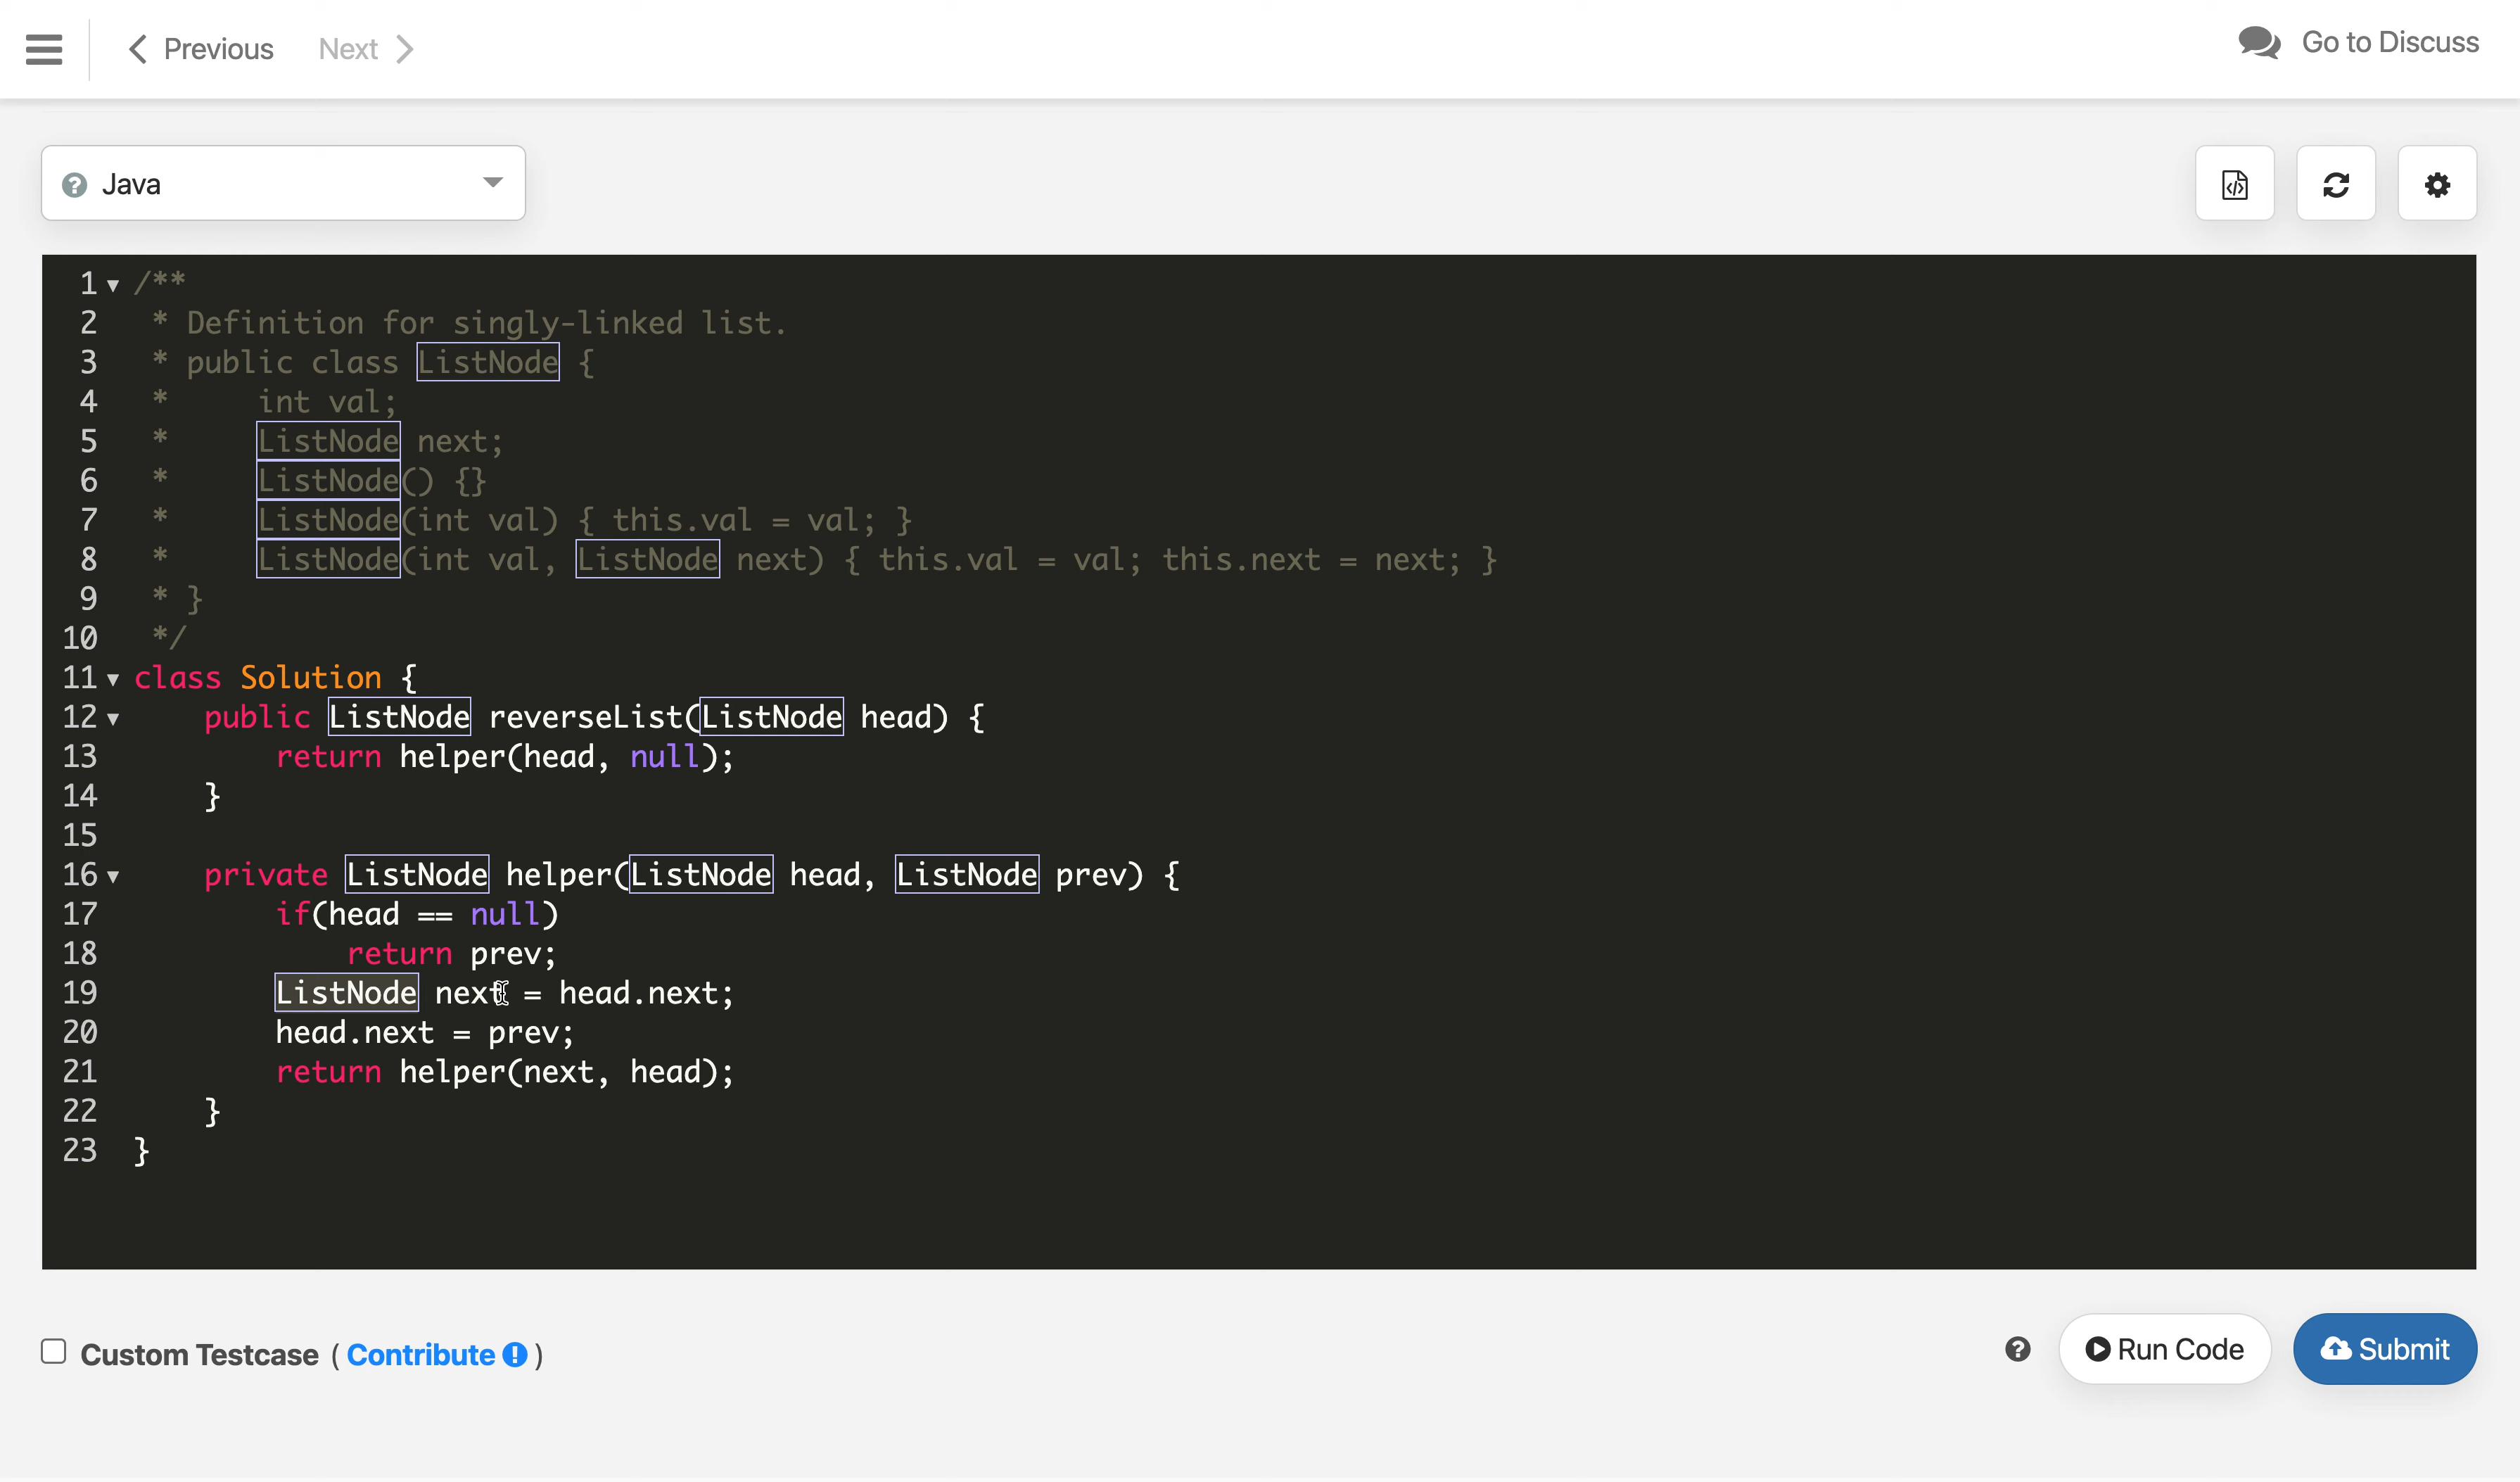 Previous Next Go to Discuss
Java
1 /**
2 * Definition for singly-linked list.
3 * public class ListNode {
4 * int val;
5 * ListNode next;
6 * ListNode() {}
7 * ListNode(int val) { this.val = val; }
8 * ListNode(int val, ListNode next) { this.val = val; this.next = next; }
9 * }
10 */
11 class Solution {
12 public ListNode reverseList(ListNode head) {
13 return helper(head, null);
14 }
15
16 private ListNode helper(ListNode head, ListNode prev) {
17 if(head == null)
18 return prev;
19 ListNode next = head.next;
20 head.next = prev;
21 return helper(next, head);
22 }
23 }
Custom Testcase ( Contribute ) Run Code Submit